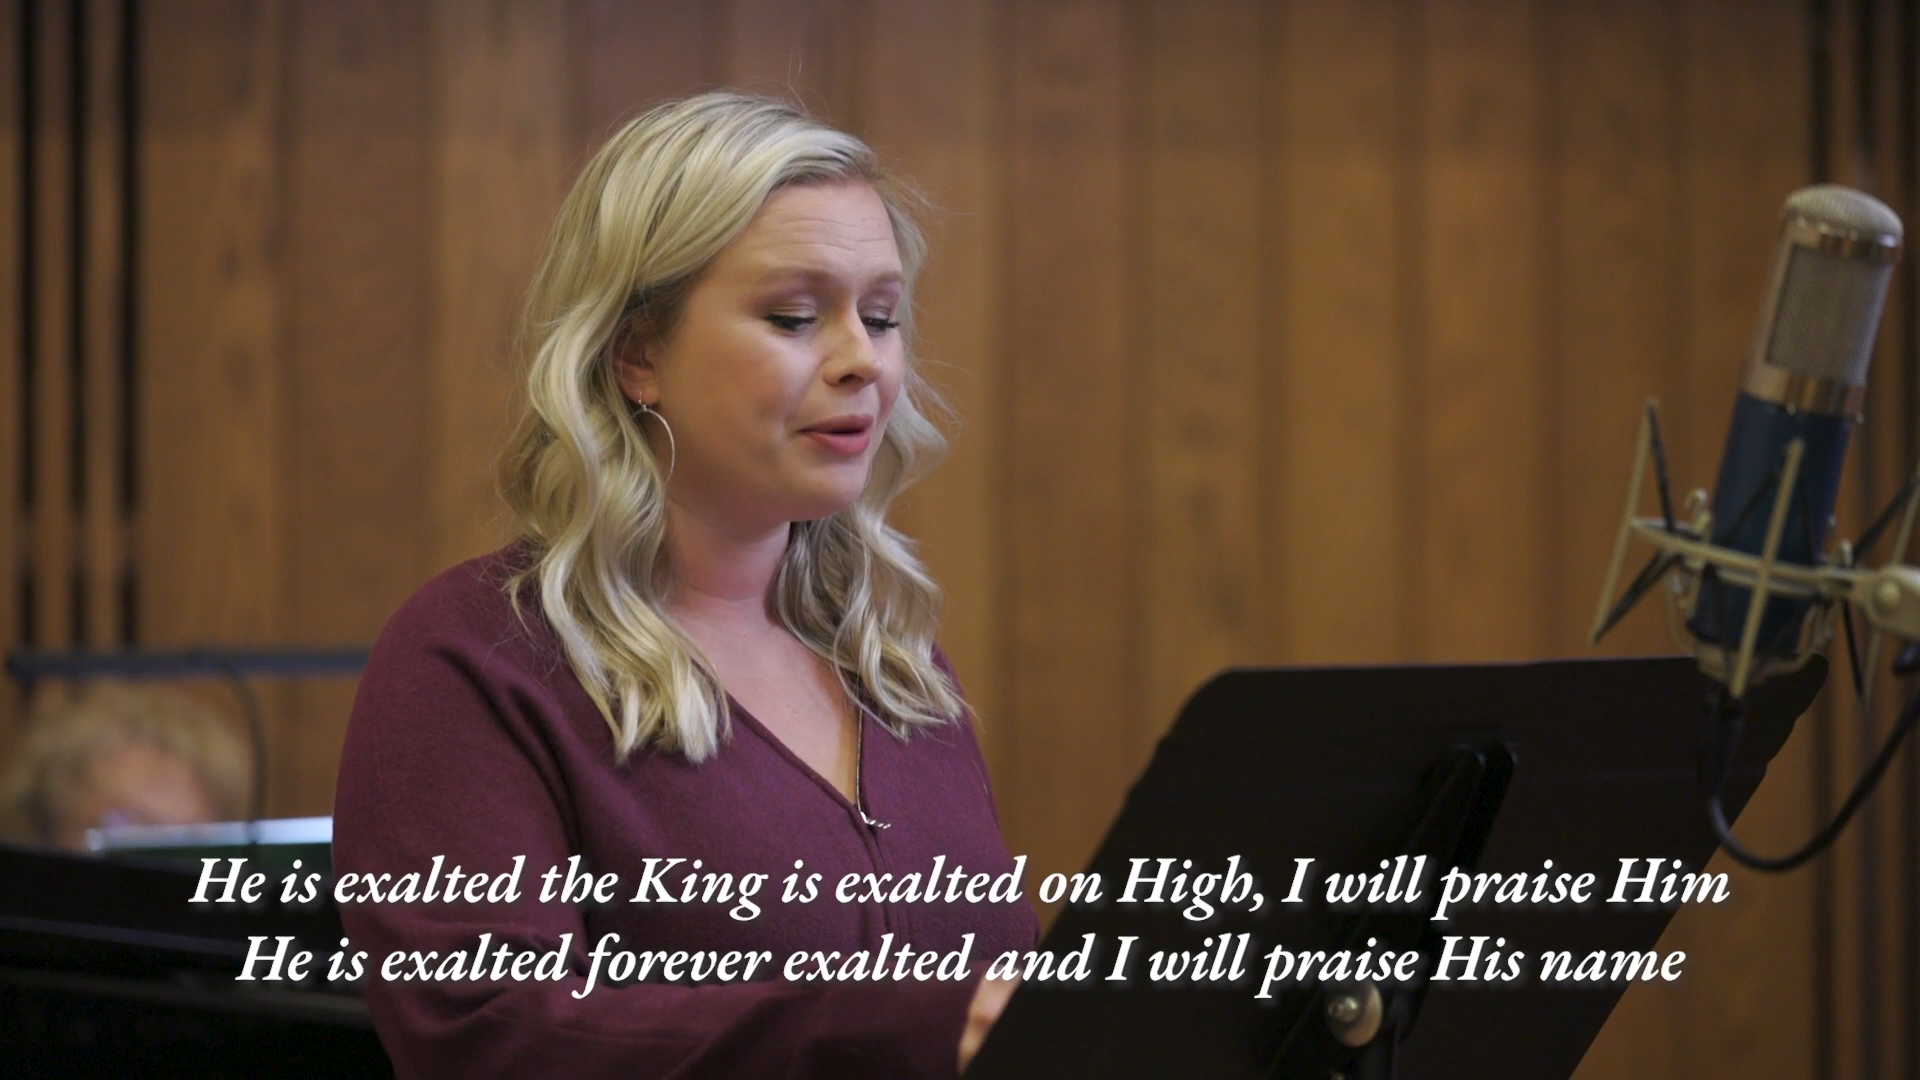 He is exalted the King is exalted on High, I will praise Him
He is exalted forever exalted and I will praise His name